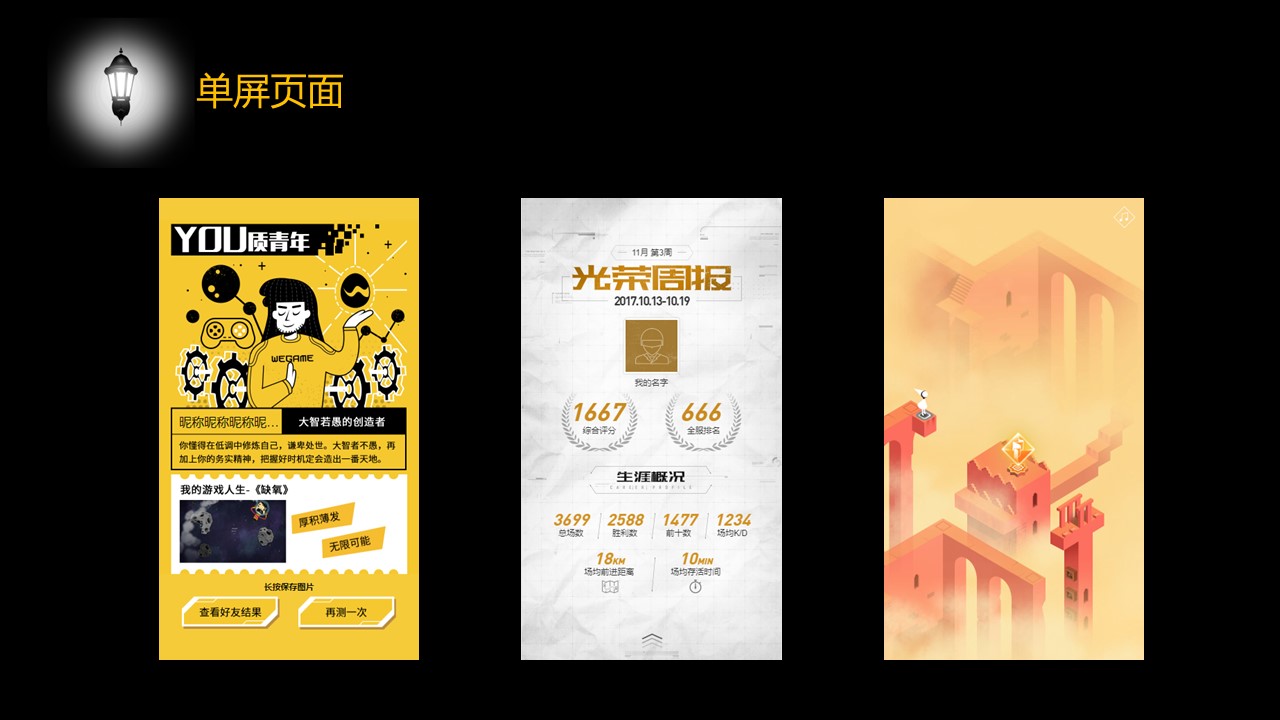 单屏页面
YOU质青年
WEGAME
昵称昵称昵称昵... 大智若愚的创造者
你懂得在低调中修炼自己，谦卑处世。大智者不愚，再
加上你的务实精神，把握好时机定会造出一番天地。
我的游戏人生-《缺氧》
厚积薄发
无限可能
长按保存图片
查看好友结果 再测一次
11月 第3周
光荣周报
2017.10.13-10.19
我的名字
1667 666
综合评分 全服排名
生涯概况
CAREER PROFILE
3699 2588 1477 1234
总场数 胜利数 前十数 场均K/D
18KM 10MIN
场均前进距离 场均存活时间